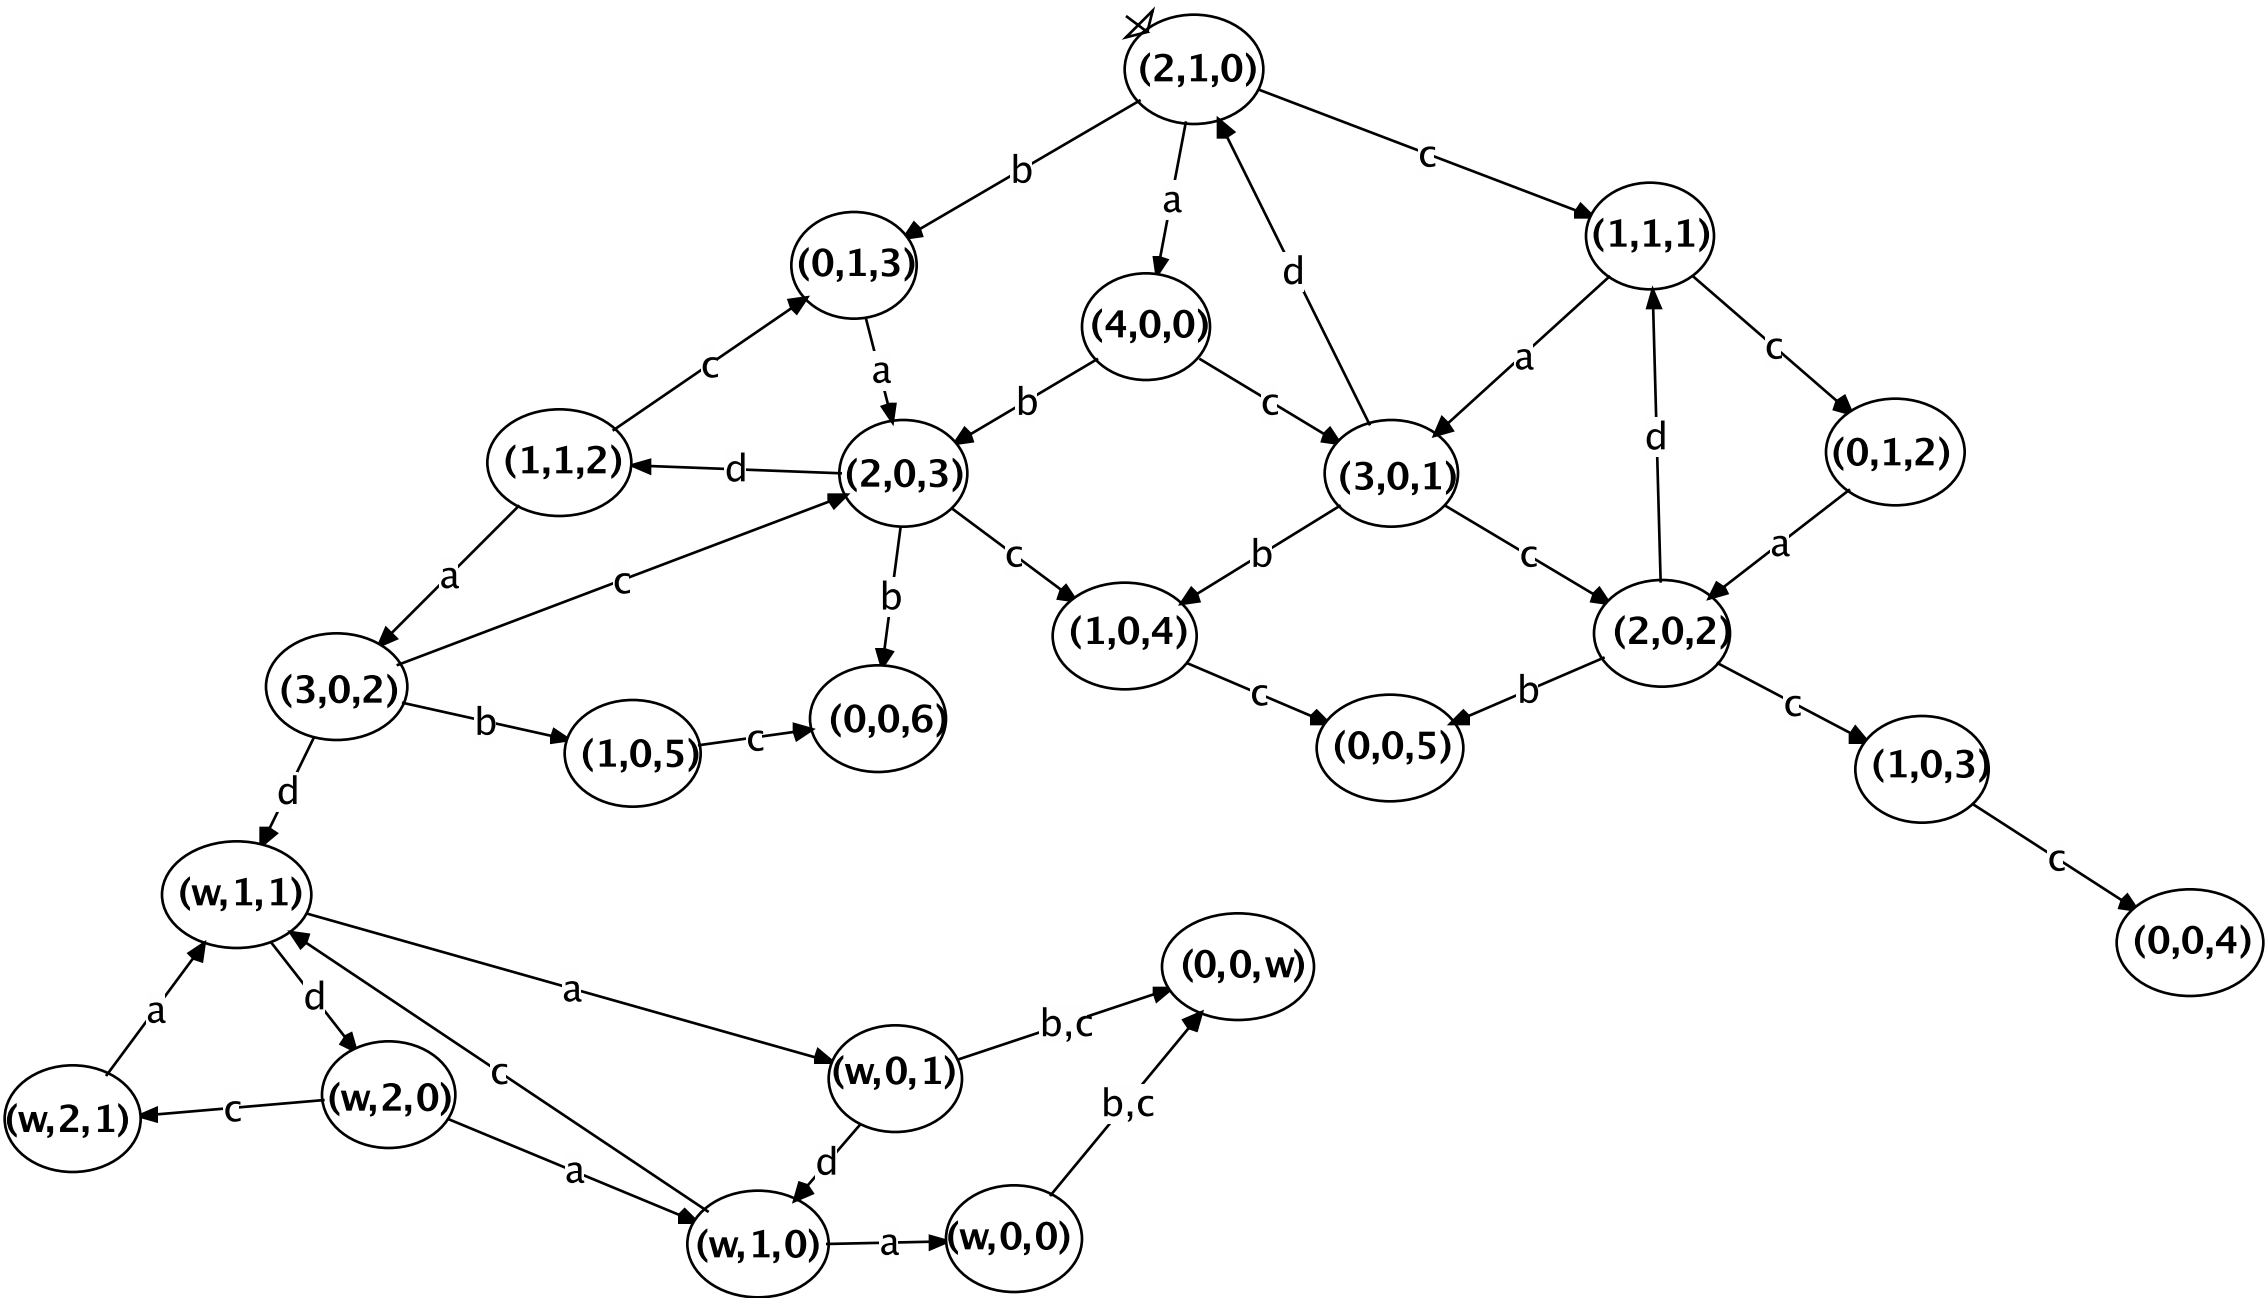 (2,1,0)
c
b
a
(1,1,1)
(0,1,3)
d
(4,0,0)
c
a
c
a
b
c
d
(0,1,2)
(1,1,2)
d
(2,0,3)
(3,0,1)
a
c
b
c
a
c
b
(1,0,4)
(2,0,2)
(3,0,2)
b
c
c
b
c
(0,0,6)
(1,0,5)
(0,0,5)
(1,0,3)
d
c
(w,1,1)
(0,0,4)
(0,0,w)
a
d
a
b,c
c
(w,0,1)
(w,2,1)
c
(w,2,0)
b,c
a
d
(w,1,0)
a
(w,0,0)